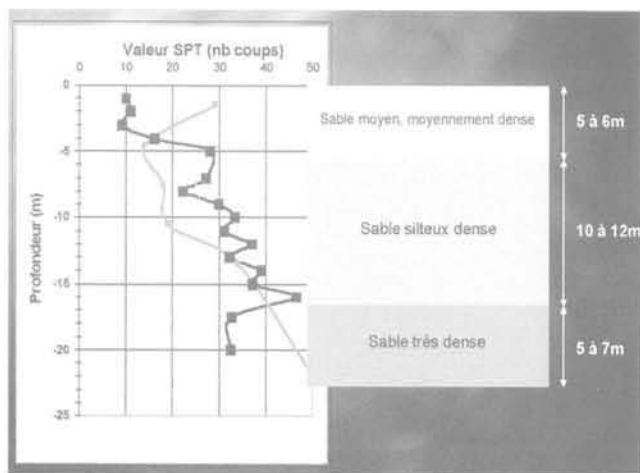 Valeur SPT (nb coups)
0 10 20 30 40 50
0
-5
-10
-15
-20
-25
Profondeur (m)
Sable moyen, moyennement dense
5 à 6m
Sable silteux dense
10 à 12m
Sable très dense
5 à 7m